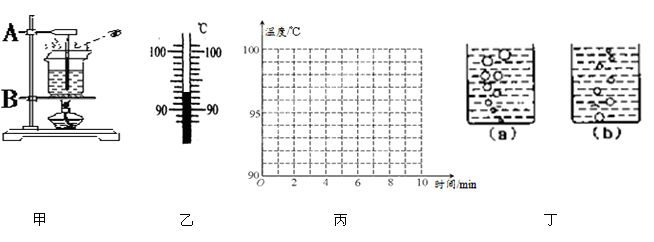 A
B
甲
℃
100 100
90 90
乙
温度/℃
100
95
90
O 2 4 6 8 10
时间/min
丙
(a) (b)
丁